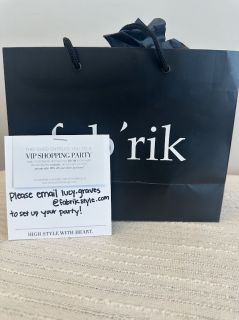 fab´rik
THIS CARD ENTITLES YOU TO A
VIP SHOPPING PARTY
Please email lucy.graves
@fabrikstyle.com
to set up your party!
HIGH STYLE WITH HEART.